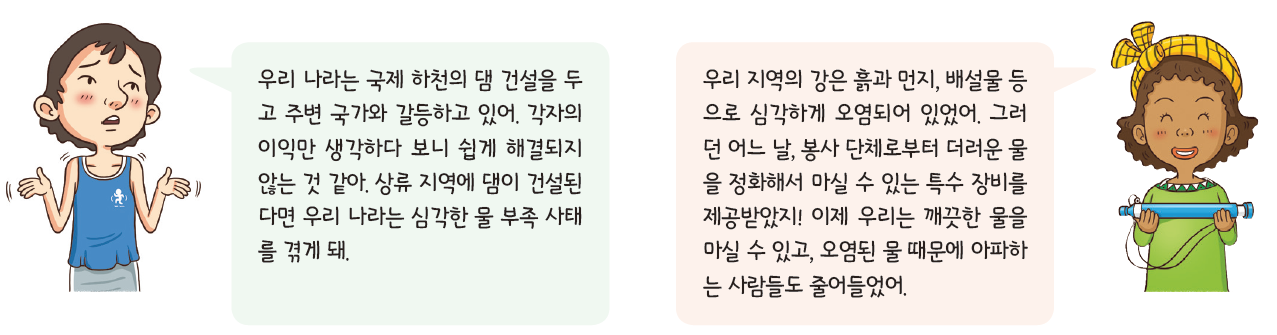 우리 나라는 국제 하천의 댐 건설을 두
고 주변 국가와 갈등하고 있어. 각자의
이익만 생각하다 보니 쉽게 해결되지
않는 것 같아. 상류 지역에 댐이 건설된
다면 우리 나라는 심각한 물 부족 사태
를 겪게 돼.
우리 지역의 강은 흙과 먼지, 배설물 등
으로 심각하게 오염되어 있었어. 그러
던 어느 날, 봉사 단체로부터 더러운 물
을 정화해서 마실 수 있는 특수 장비를
제공받았지! 이제 우리는 깨끗한 물을
마실 수 있고, 오염된 물 때문에 아파하
는 사람들도 줄어들었어.